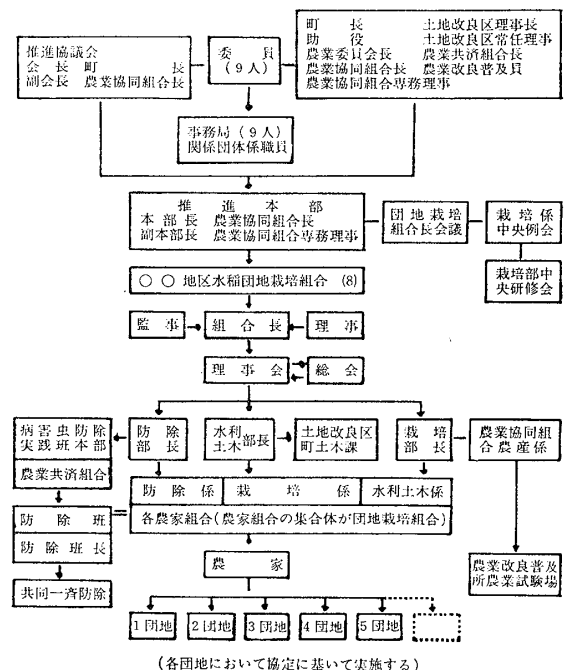 推進協議会
会長 町長
副会長 農業協同組合長
委員
(9人)
町長 土地改良区理事長
助役 土地改良区常任理事
農業委員会長 農業共済組合長
農業協同組合長 農業改良普及員
農業協同組合専務理事
事務局(9人)
関係団体係職員
推進本部
本部長 農業協同組合長
副本部長 農業協同組合専務理事
団地栽培
組合長会議
栽培係
中央例会
栽培部中
央研修会
○○地区水稲団地栽培組合 (8)
監事
組合長
理事
理事会
総会
病害虫防除
実践班本部
農業共済組合
防除
部長
水利
土木部長
土地改良区
町土木課
栽培
部長
農業協同組
合農産係
防除係
栽培係
水利土木係
各農家組合(農家組合の集合体が団地栽培組合)
防除班
防除班長
共同一斉防除
農家
農業改良普及
所農業試験場
1団地
2団地
3団地
4団地
5団地
(各団地において協定に基いて実施する)